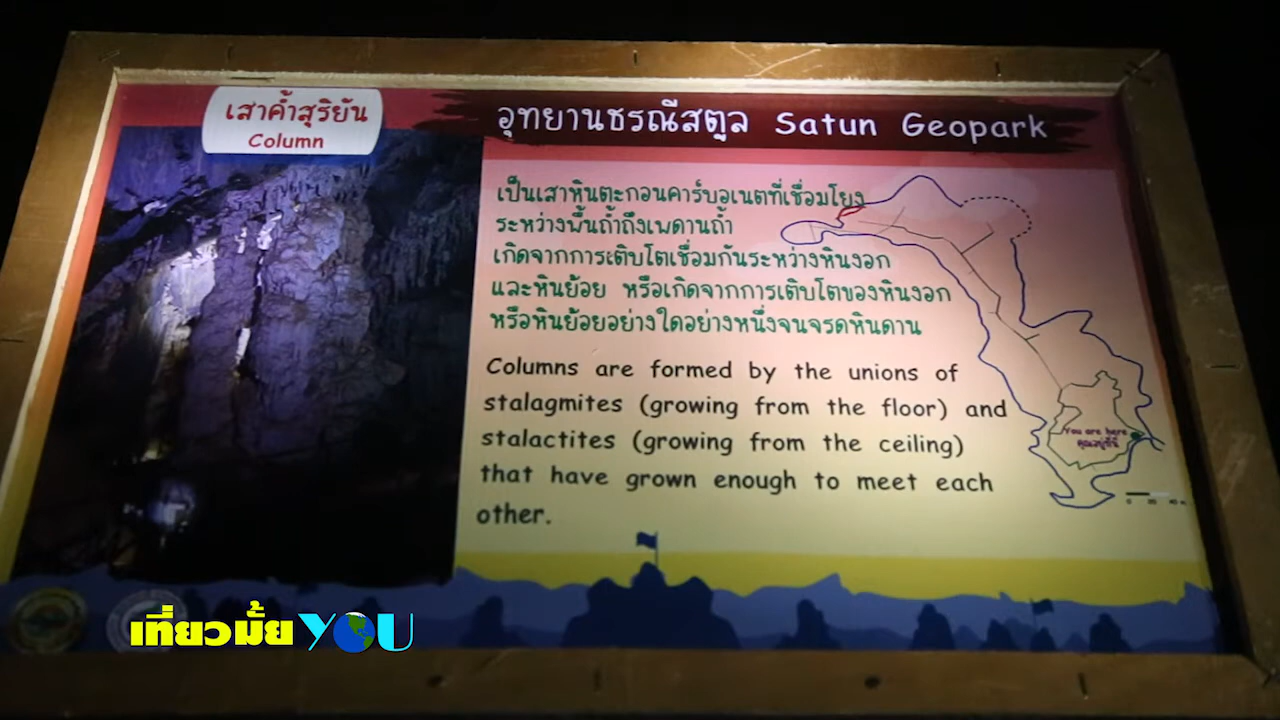 เสาค้ำสุริยัน
Column
อุทยานธรณีสตูล Satun Geopark
เป็นเสาหินตะกอนคาร์บอเนตที่เชื่อมโยง
ระหว่างพื้นถ้ำถึงเพดานถ้ำ
เกิดจากการเติบโตเชื่อมกันระหว่างหินงอก
และหินย้อย หรือเกิดจากการเติบโตของหินงอก
หรือหินย้อยอย่างใดอย่างหนึ่งจนจรดหินดาน
Columns are formed by the unions of
stalagmites (growing from the floor) and
stalactites (growing from the ceiling)
that have grown enough to meet each
other.
You are here
คุณอยู่ที่นี่
เที่ยวมั้ย YOU